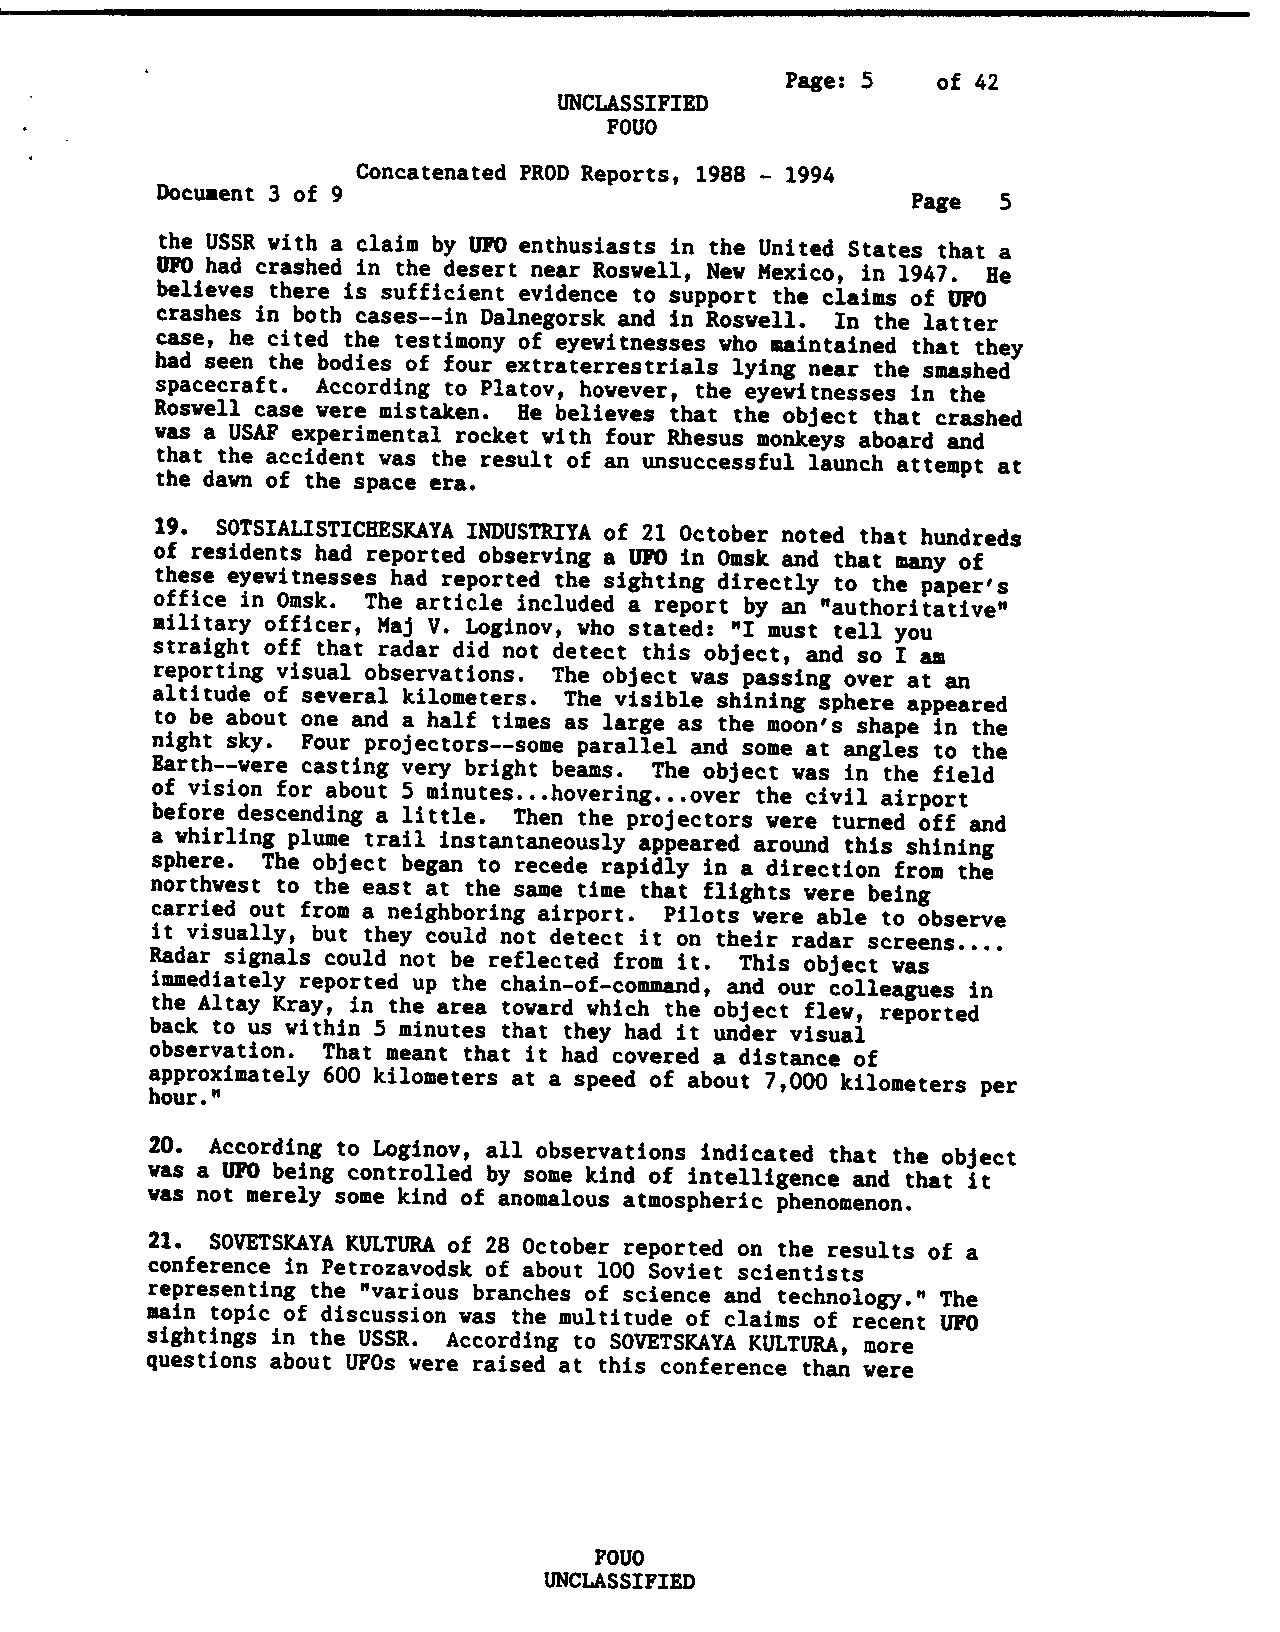 Page: 5 of 42
UNCLASSIFIED
FOUO
Concatenated PROD Reports, 1988 - 1994
Document 3 of 9
Page 5
the USSR with a claim by UFO enthusiasts in the United States that a
UFO had crashed in the desert near Roswell, New Mexico, in 1947. He
believes there is sufficient evidence to support the claims of UFO
crashes in both cases--in Dalnegorsk and in Roswell. In the latter
case, he cited the testimony of eyewitnesses who maintained that they
had seen the bodies of four extraterrestrials lying near the smashed
spacecraft. According to Platov, however, the eyewitnesses in the
Roswell case were mistaken. He believes that the object that crashed
was a USAF experimental rocket with four Rhesus monkeys aboard and
that the accident was the result of an unsuccessful launch attempt at
the dawn of the space era.
19. SOTSIALISTICHESKAYA INDUSTRIYA of 21 October noted that hundreds
of residents had reported observing a UFO in Omsk and that many of
these eyewitnesses had reported the sighting directly to the paper's
office in Omsk. The article included a report by an "authoritative"
military officer, Maj V. Loginov, who stated: "I must tell you
straight off that radar did not detect this object, and so I am
reporting visual observations. The object was passing over at an
altitude of several kilometers. The visible shining sphere appeared
to be about one and a half times as large as the moon's shape in the
night sky. Four projectors--some parallel and some at angles to the
Earth--were casting very bright beams. The object was in the field
of vision for about 5 minutes...hovering...over the civil airport
before descending a little. Then the projectors were turned off and
a whirling plume trail instantaneously appeared around this shining
sphere. The object began to recede rapidly in a direction from the
northwest to the east at the same time that flights were being
carried out from a neighboring airport. Pilots were able to observe
it visually, but they could not detect it on their radar screens....
Radar signals could not be reflected from it. This object was
immediately reported up the chain-of-command, and our colleagues in
the Altay Kray, in the area toward which the object flew, reported
back to us within 5 minutes that they had it under visual
observation. That meant that it had covered a distance of
approximately 600 kilometers at a speed of about 7,000 kilometers per
hour."
20. According to Loginov, all observations indicated that the object
was a UFO being controlled by some kind of intelligence and that it
was not merely some kind of anomalous atmospheric phenomenon.
21. SOVETSKAYA KULTURA of 28 October reported on the results of a
conference in Petrozavodsk of about 100 Soviet scientists
representing the "various branches of science and technology." The
main topic of discussion was the multitude of claims of recent UFO
sightings in the USSR. According to SOVETSKAYA KULTURA, more
questions about UFOs were raised at this conference than were
FOUO
UNCLASSIFIED